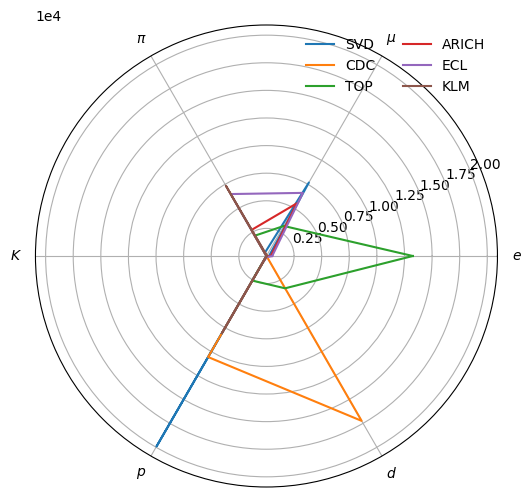 1e4
π
μ
SVD
CDC
TOP
ARICH
ECL
KLM
2.00
1.75
1.50
1.25
1.00
0.75
0.50
0.25
K
e
p
d